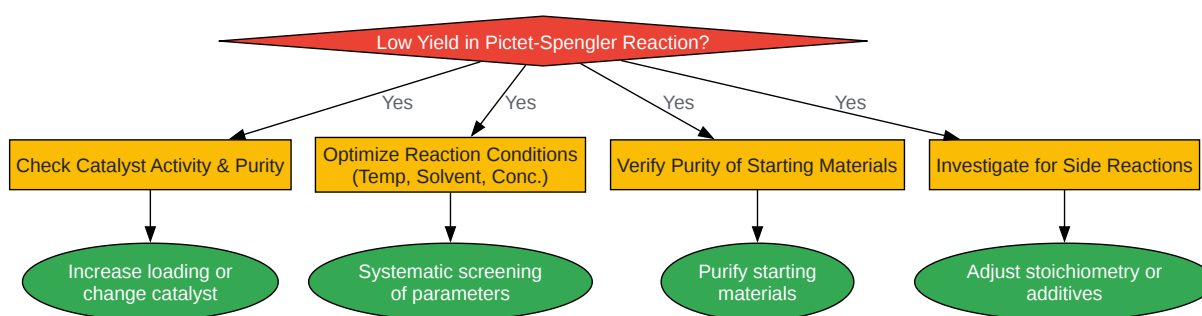 Low Yield in Pictet-Spengler Reaction?
Yes
Yes
Yes
Yes
Check Catalyst Activity & Purity
Optimize Reaction Conditions
(Temp, Solvent, Conc.)
Verify Purity of Starting Materials
Investigate for Side Reactions
Increase loading or
change catalyst
Systematic screening
of parameters
Purify starting
materials
Adjust stoichiometry or
additives